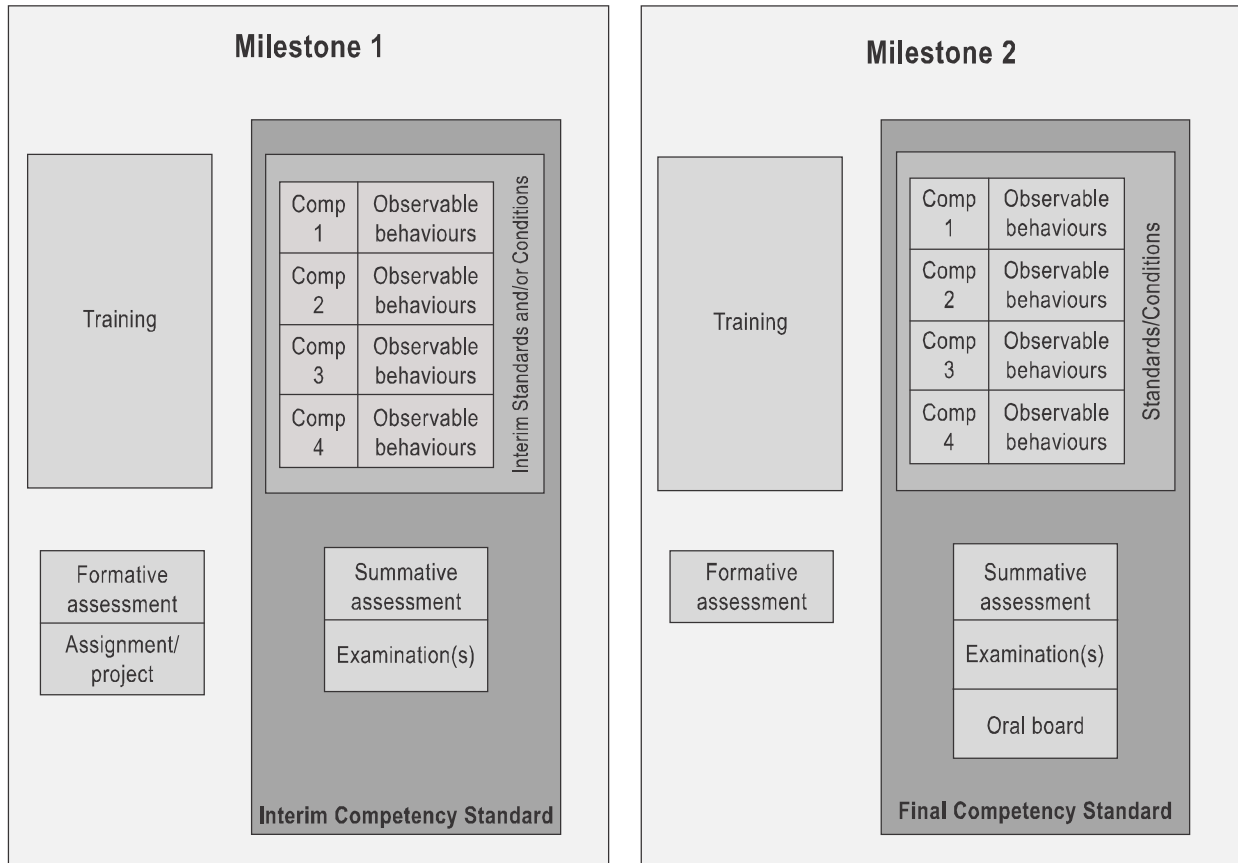 Milestone 1
Training
Comp
1
Observable
behaviours
Comp
2
Observable
behaviours
Comp
3
Observable
behaviours
Comp
4
Observable
behaviours
Interim Standards and/or Conditions
Formative
assessment
Assignment/
project
Summative
assessment
Examination(s)
Interim Competency Standard
Milestone 2
Training
Comp
1
Observable
behaviours
Comp
2
Observable
behaviours
Comp
3
Observable
behaviours
Comp
4
Observable
behaviours
Standards/Conditions
Formative
assessment
Summative
assessment
Examination(s)
Oral board
Final Competency Standard